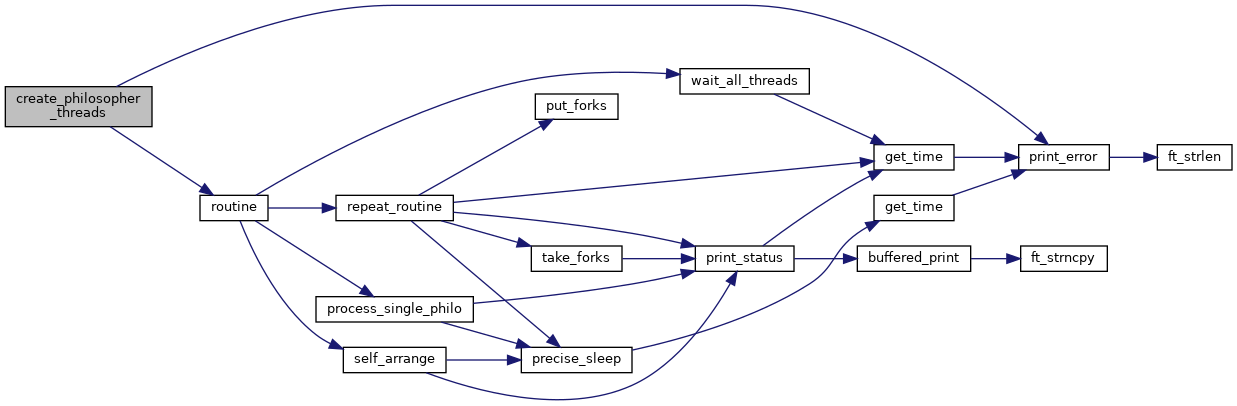 create_philosopher
_threads
routine
wait_all_threads
put_forks
repeat_routine
take_forks
process_single_philo
self_arrange
print_status
precise_sleep
get_time
get_time
buffered_print
print_error
ft_strncpy
ft_strlen